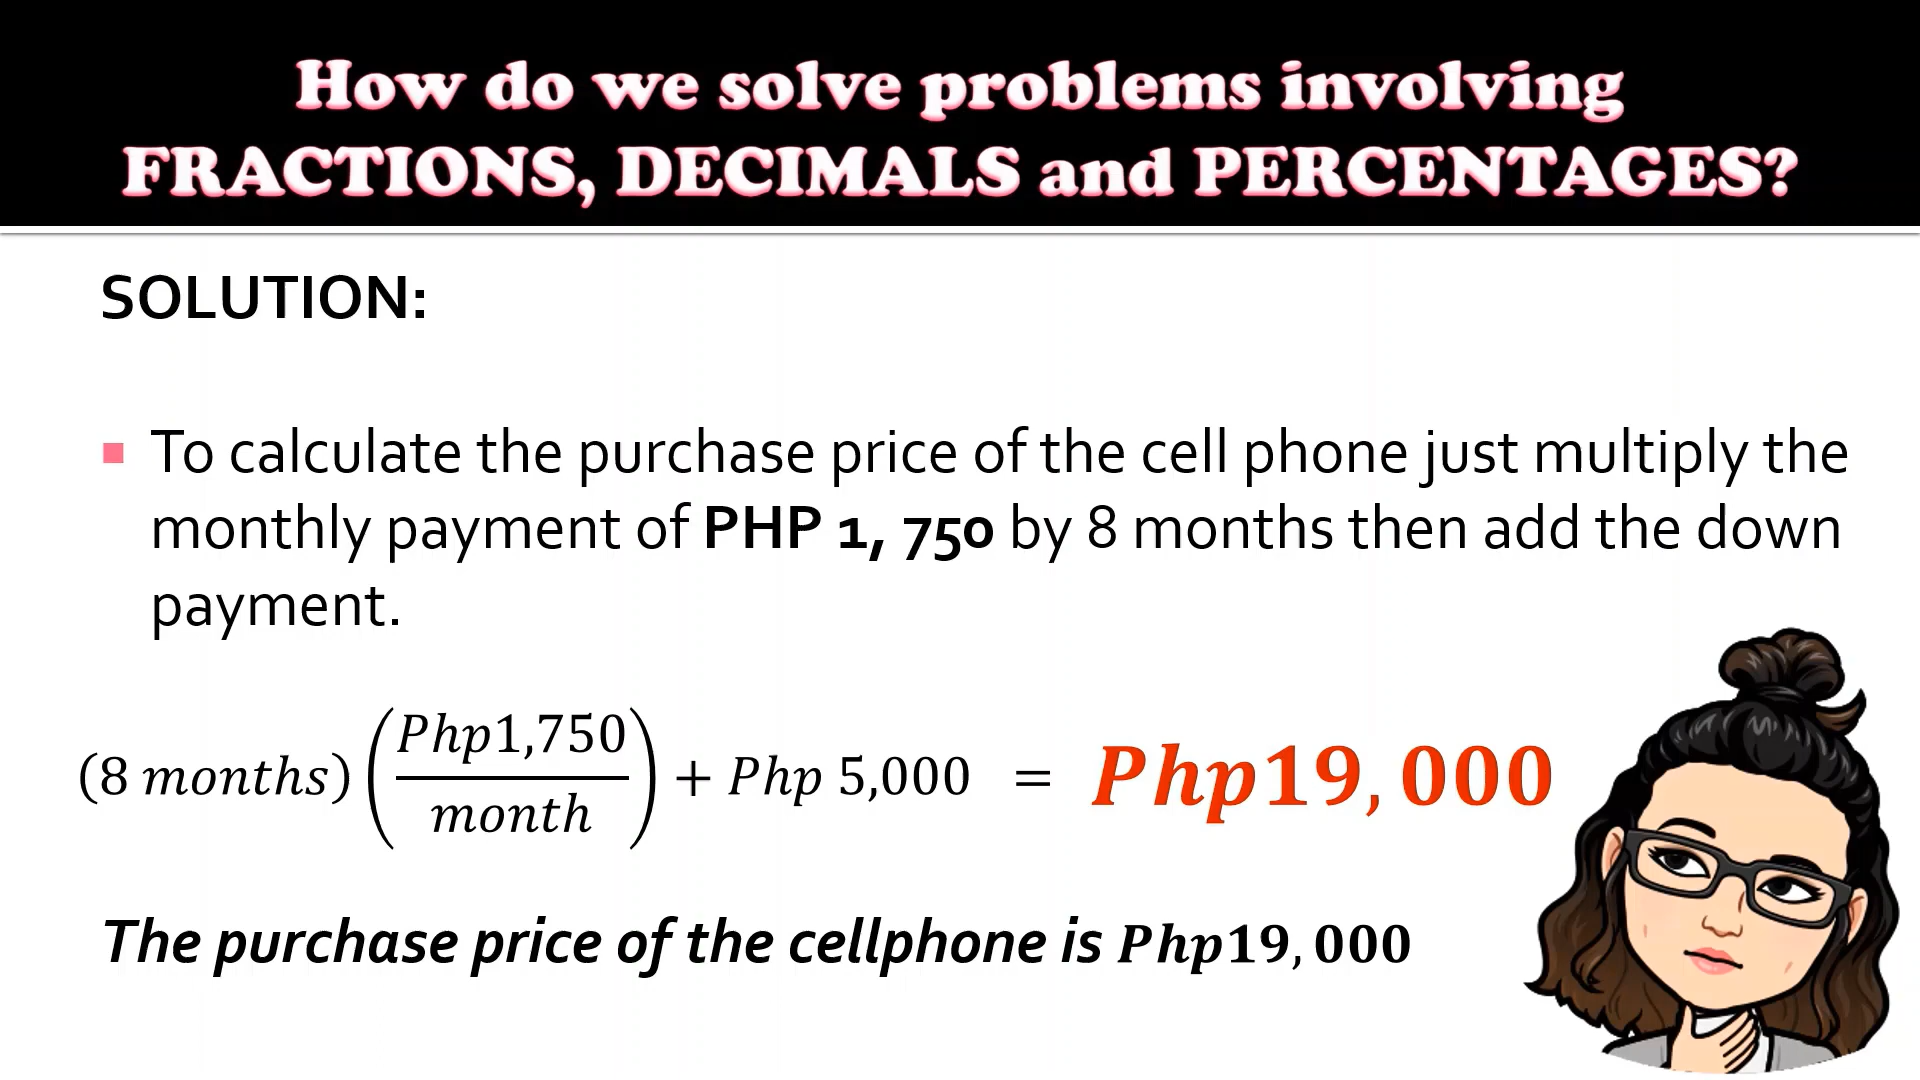 How do we solve problems involving
FRACTIONS, DECIMALS and PERCENTAGES?
SOLUTION:
To calculate the purchase price of the cell phone just multiply the
monthly payment of PHP 1, 750 by 8 months then add the down
payment.
(8 months) (Php1,750/month) + Php 5,000 = Php19,000
The purchase price of the cellphone is Php19,000